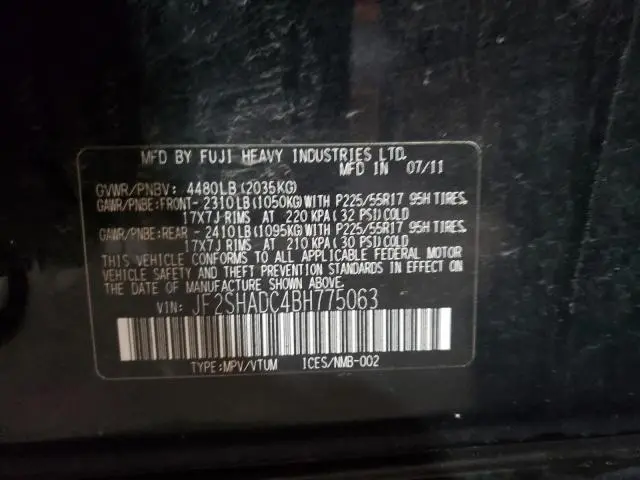 MFD BY FUJI HEAVY INDUSTRIES LTD.
MFD IN 07/11
GVWR/PNBV: 4480LB(2035KG)
GAWR/PNBE:FRONT-2310LB(1050KG)WITH P225/55R17 95H TIRES,
17X7J RIMS AT 220 KPA(32 PSI)COLD
GAWR/PNBE:REAR -2410LB(1095KG)WITH P225/55R17 95H TIRES,
17X7J RIMS AT 210 KPA(30 PSI)COLD
THIS VEHICLE CONFORMS TO ALL APPLICABLE FEDERAL MOTOR
VEHICLE SAFETY AND THEFT PREVENTION STANDARDS IN EFFECT
ON THE DATE OF MANUFACTURE SHOWN ABOVE.
VIN: JF2SHADC4BH775063
TYPE:MPV/VTUM ICES/NMB-002